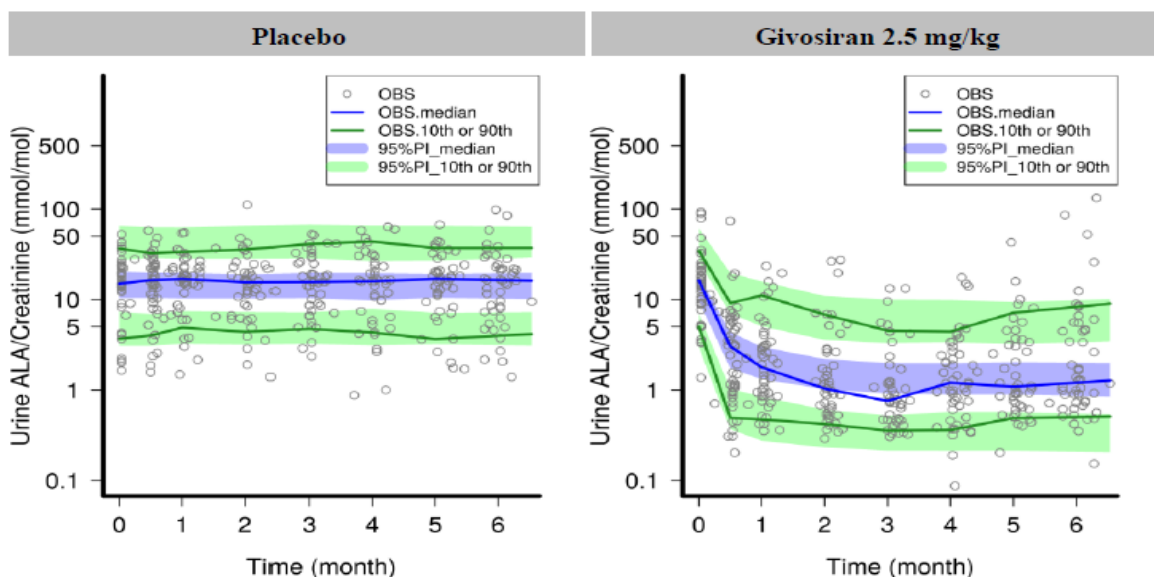 Placebo
Givosiran 2.5 mg/kg
OBS
OBS.median
OBS.10th or 90th
95%PI_median
95%PI_10th or 90th
Urine ALA/Creatinine (mmol/mol)
500
100
50
10
5
1
0.1
0 1 2 3 4 5 6
Time (month)
OBS
OBS.median
OBS.10th or 90th
95%PI_median
95%PI_10th or 90th
Urine ALA/Creatinine (mmol/mol)
500
100
50
10
5
1
0.1
0 1 2 3 4 5 6
Time (month)